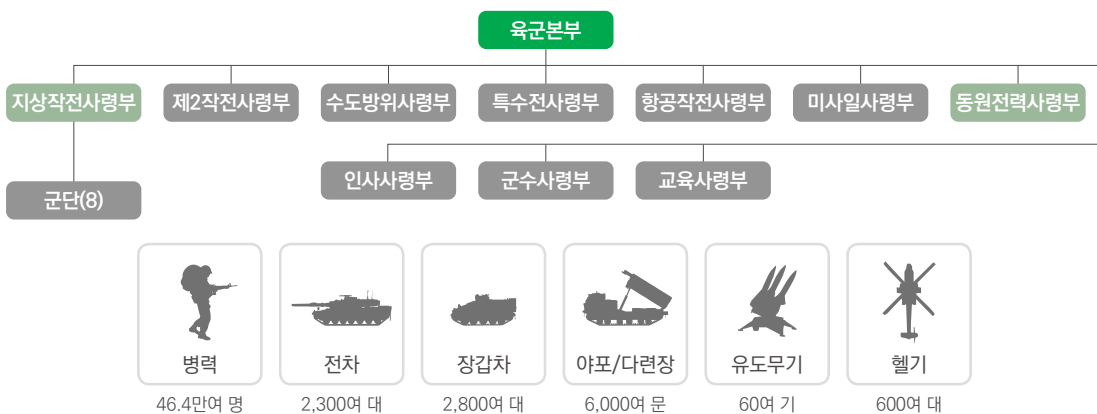 육군본부
지상작전사령부
제2작전사령부
수도방위사령부
특수전사령부
항공작전사령부
미사일사령부
동원전력사령부
군단(8)
인사사령부
군수사령부
교육사령부
병력
전차
장갑차
야포/다련장
유도무기
헬기
46.4만여 명
2,300여 대
2,800여 대
6,000여 문
60여 기
600여 대